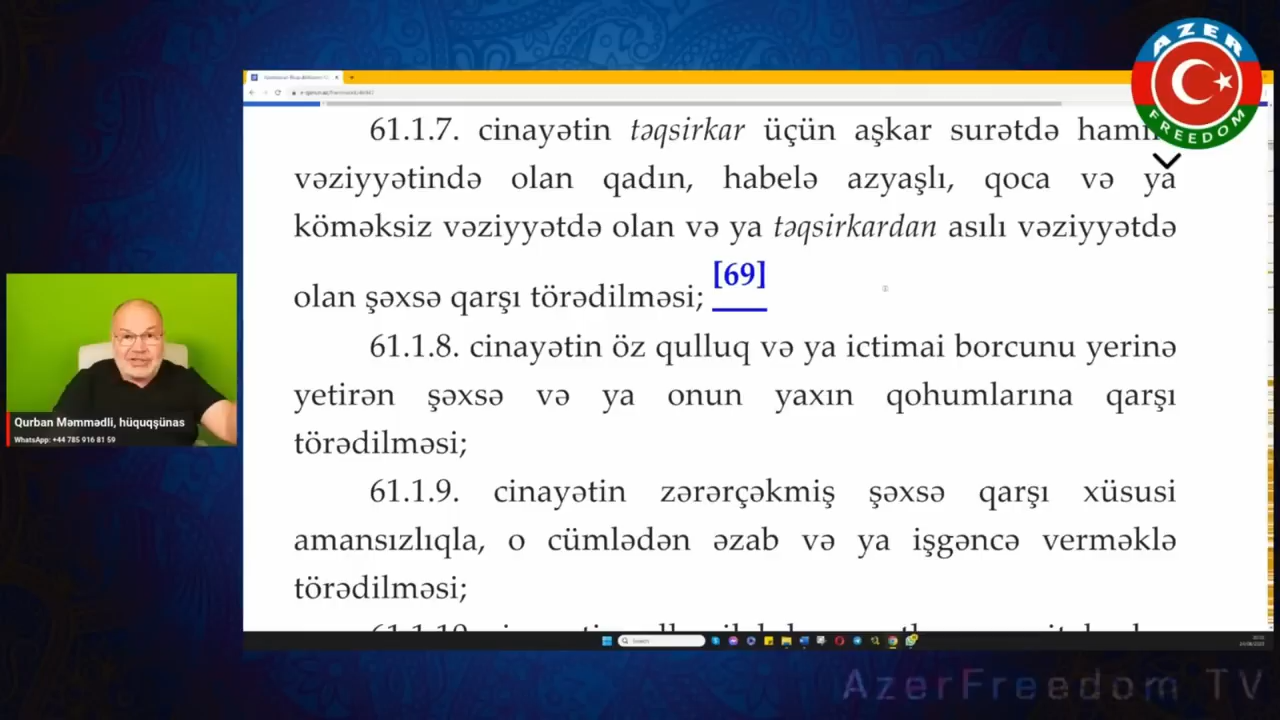 AZER
FREEDOM
61.1.7. cinayətin təqsirkar üçün aşkar surətdə
vəziyyətində olan qadın, habelə azyaşlı, qoca və ya
köməksiz vəziyyətdə olan və ya təqsirkardan asılı vəziyyətdə
olan şəxsə qarşı törədilməsi; [69]
61.1.8. cinayətin öz qulluq və ya ictimai borcunu yerinə
yetirən şəxsə və ya onun yaxın qohumlarına qarşı
törədilməsi;
61.1.9. cinayətin zərərçəkmiş şəxsə qarşı xüsusi
amansızlıqla, o cümlədən əzab və ya işgəncə verməklə
törədilməsi;
Qurban Məmmədli, hüquqşünas
WhatsApp: +44 785 916 81 59
Search
AzerFreedom TV